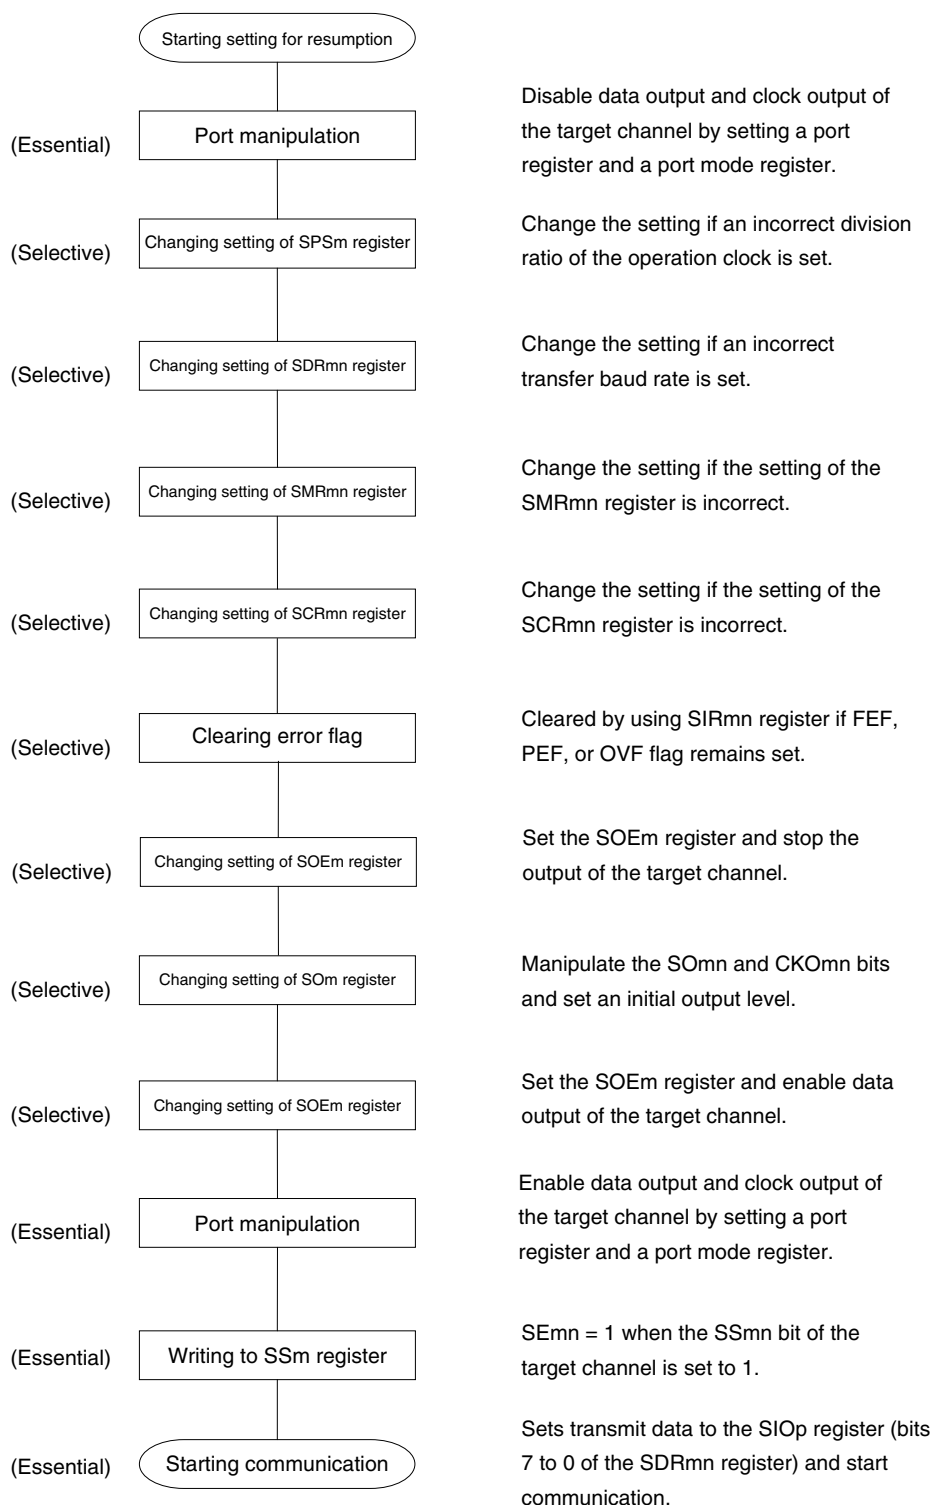 Starting setting for resumption
(Essential)
Port manipulation
Disable data output and clock output of
the target channel by setting a port
register and a port mode register.
(Selective)
Changing setting of SPSm register
Change the setting if an incorrect division
ratio of the operation clock is set.
(Selective)
Changing setting of SDRmn register
Change the setting if an incorrect
transfer baud rate is set.
(Selective)
Changing setting of SMRmn register
Change the setting if the setting of the
SMRmn register is incorrect.
(Selective)
Changing setting of SCRmn register
Change the setting if the setting of the
SCRmn register is incorrect.
(Selective)
Clearing error flag
Cleared by using SIRmn register if FEF,
PEF, or OVF flag remains set.
(Selective)
Changing setting of SOEm register
Set the SOEm register and stop the
output of the target channel.
(Selective)
Changing setting of SOm register
Manipulate the SOmn and CKOmn bits
and set an initial output level.
(Selective)
Changing setting of SOEm register
Set the SOEm register and enable data
output of the target channel.
(Essential)
Port manipulation
Enable data output and clock output of
the target channel by setting a port
register and a port mode register.
(Essential)
Writing to SSm register
SEmn = 1 when the SSmn bit of the
target channel is set to 1.
(Essential)
Starting communication
Sets transmit data to the SIOp register (bits
7 to 0 of the SDRmn register) and start
communication.